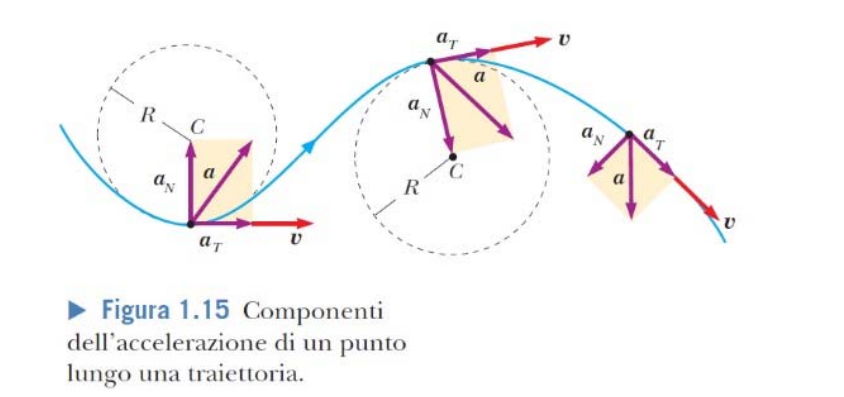 R
C
a_N
a
a_T
v
a_T
v
a
a_N
C
R
a_N
a_T
a
v
▶ Figura 1.15 Componenti
dell’accelerazione di un punto
lungo una traiettoria.